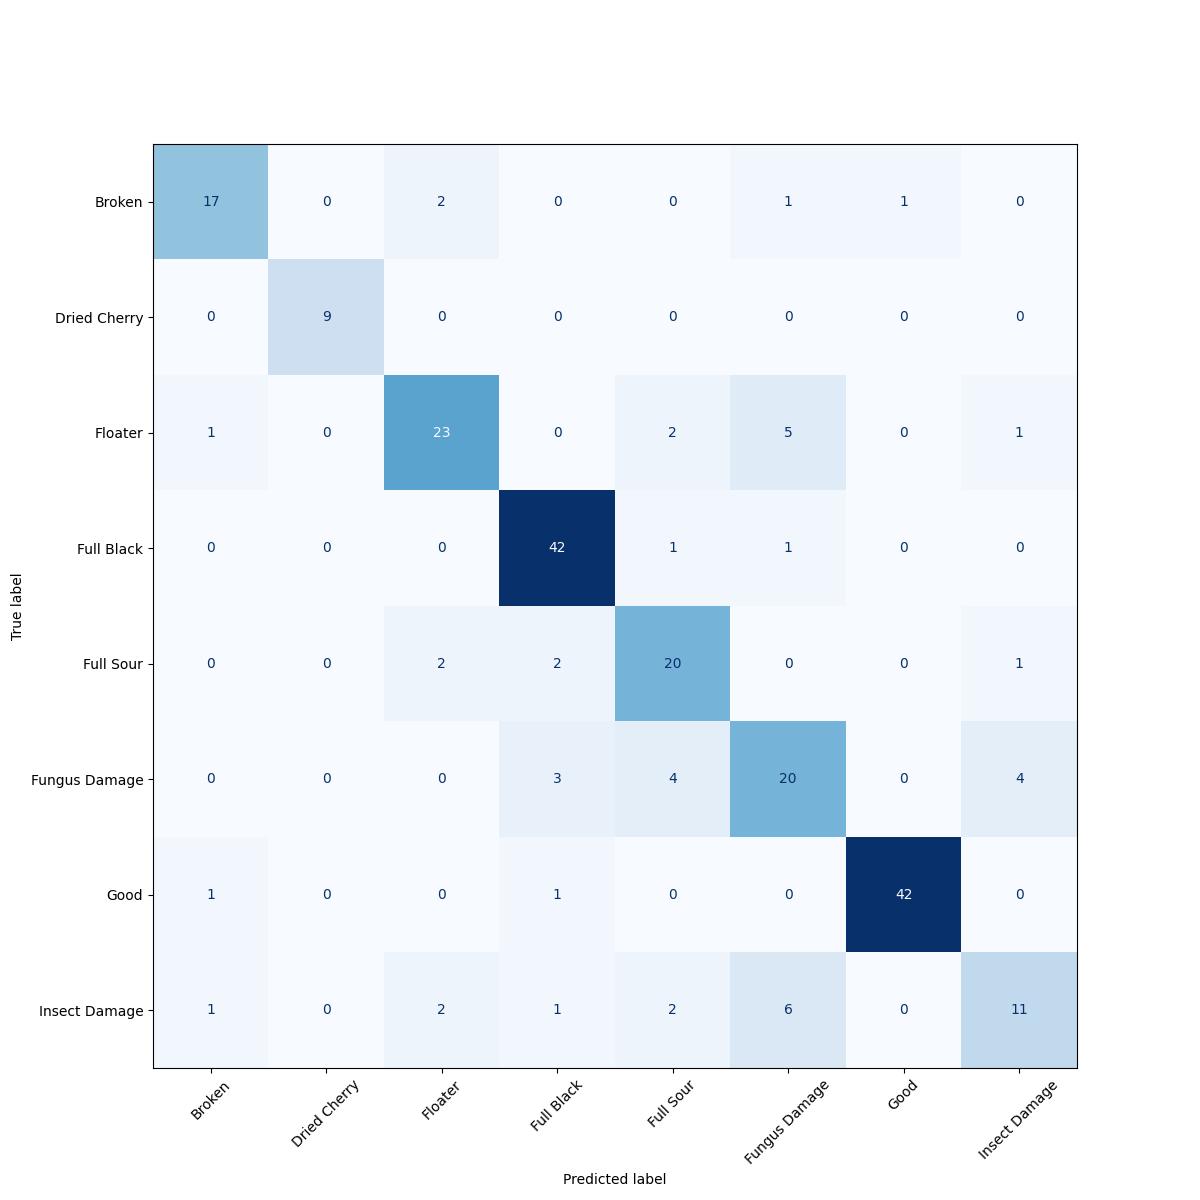 Broken 17 0 2 0 0 1 1 0
Dried Cherry 0 9 0 0 0 0 0 0
Floater 1 0 23 0 2 5 0 1
Full Black 0 0 0 42 1 1 0 0
Full Sour 0 0 2 2 20 0 0 1
Fungus Damage 0 0 0 3 4 20 0 4
Good 1 0 0 1 0 0 42 0
Insect Damage 1 0 2 1 2 6 0 11
True label
Broken Dried Cherry Floater Full Black Full Sour Fungus Damage Good Insect Damage
Predicted label